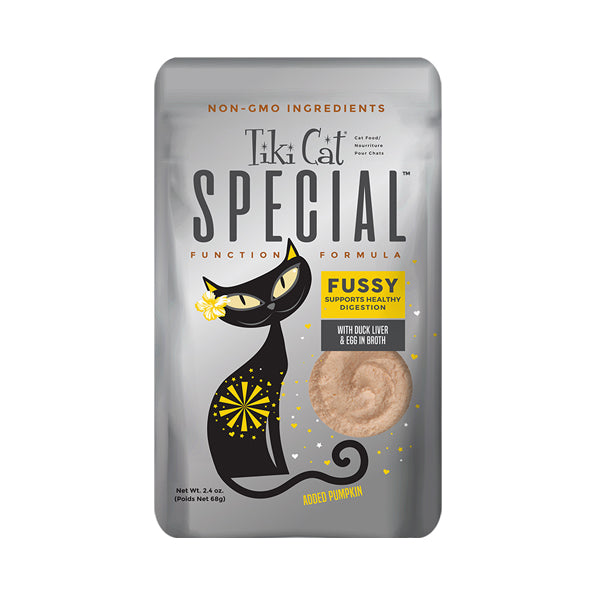 NON-GMO INGREDIENTS
Tiki Cat®
Cat Food/
Nourriture
Pour Chats
SPECIAL™
FUNCTION FORMULA
FUSSY
SUPPORTS HEALTHY
DIGESTION
WITH DUCK LIVER
& EGG IN BROTH
Net Wt. 2.4 oz.
(Poids Net 68g)
ADDED PUMPKIN